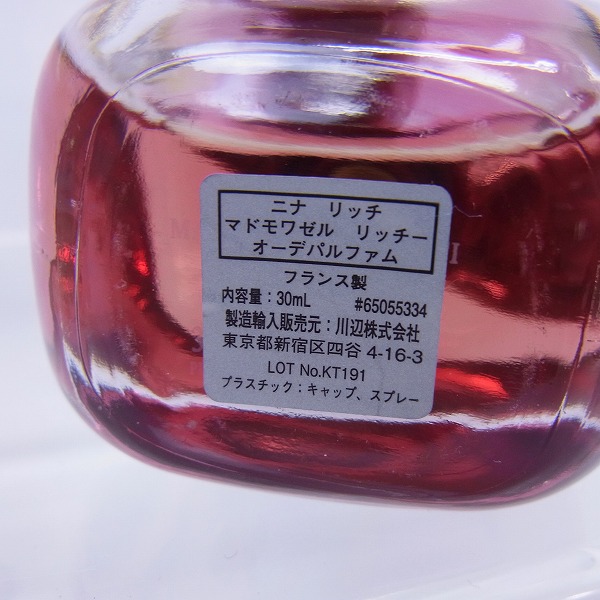 ニナ リッチ
マドモワゼル リッチー
オーデパルファム
フランス製
内容量：30mL #65055334
製造輸入販売元：川辺株式会社
東京都新宿区四谷 4-16-3
LOT No.KT191
プラスチック：キャップ、スプレー